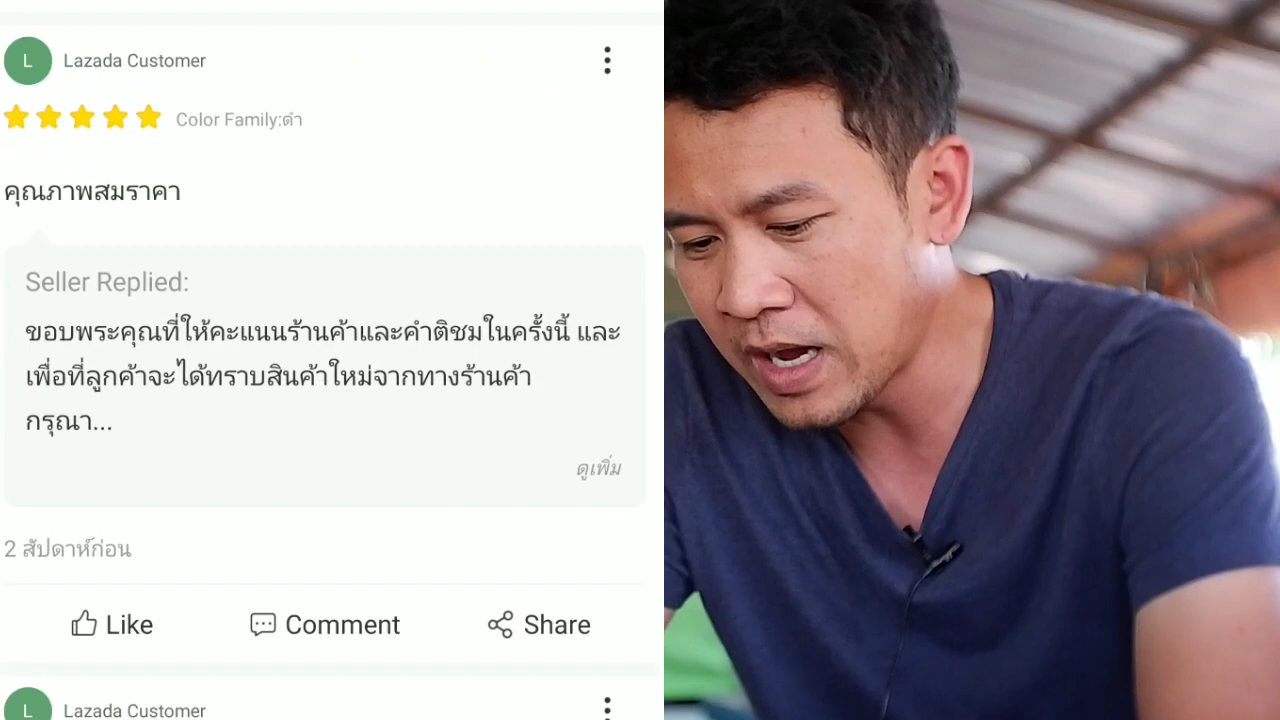 L
Lazada Customer
Color Family:ดำ
คุณภาพสมราคา
Seller Replied:
ขอบพระคุณที่ให้คะแนนร้านค้าและคำติชมในครั้งนี้ และ
เพื่อที่ลูกค้าจะได้ทราบสินค้าใหม่จากทางร้านค้า
กรุณา...
ดูเพิ่ม
2 สัปดาห์ก่อน
Like
Comment
Share
L
Lazada Customer